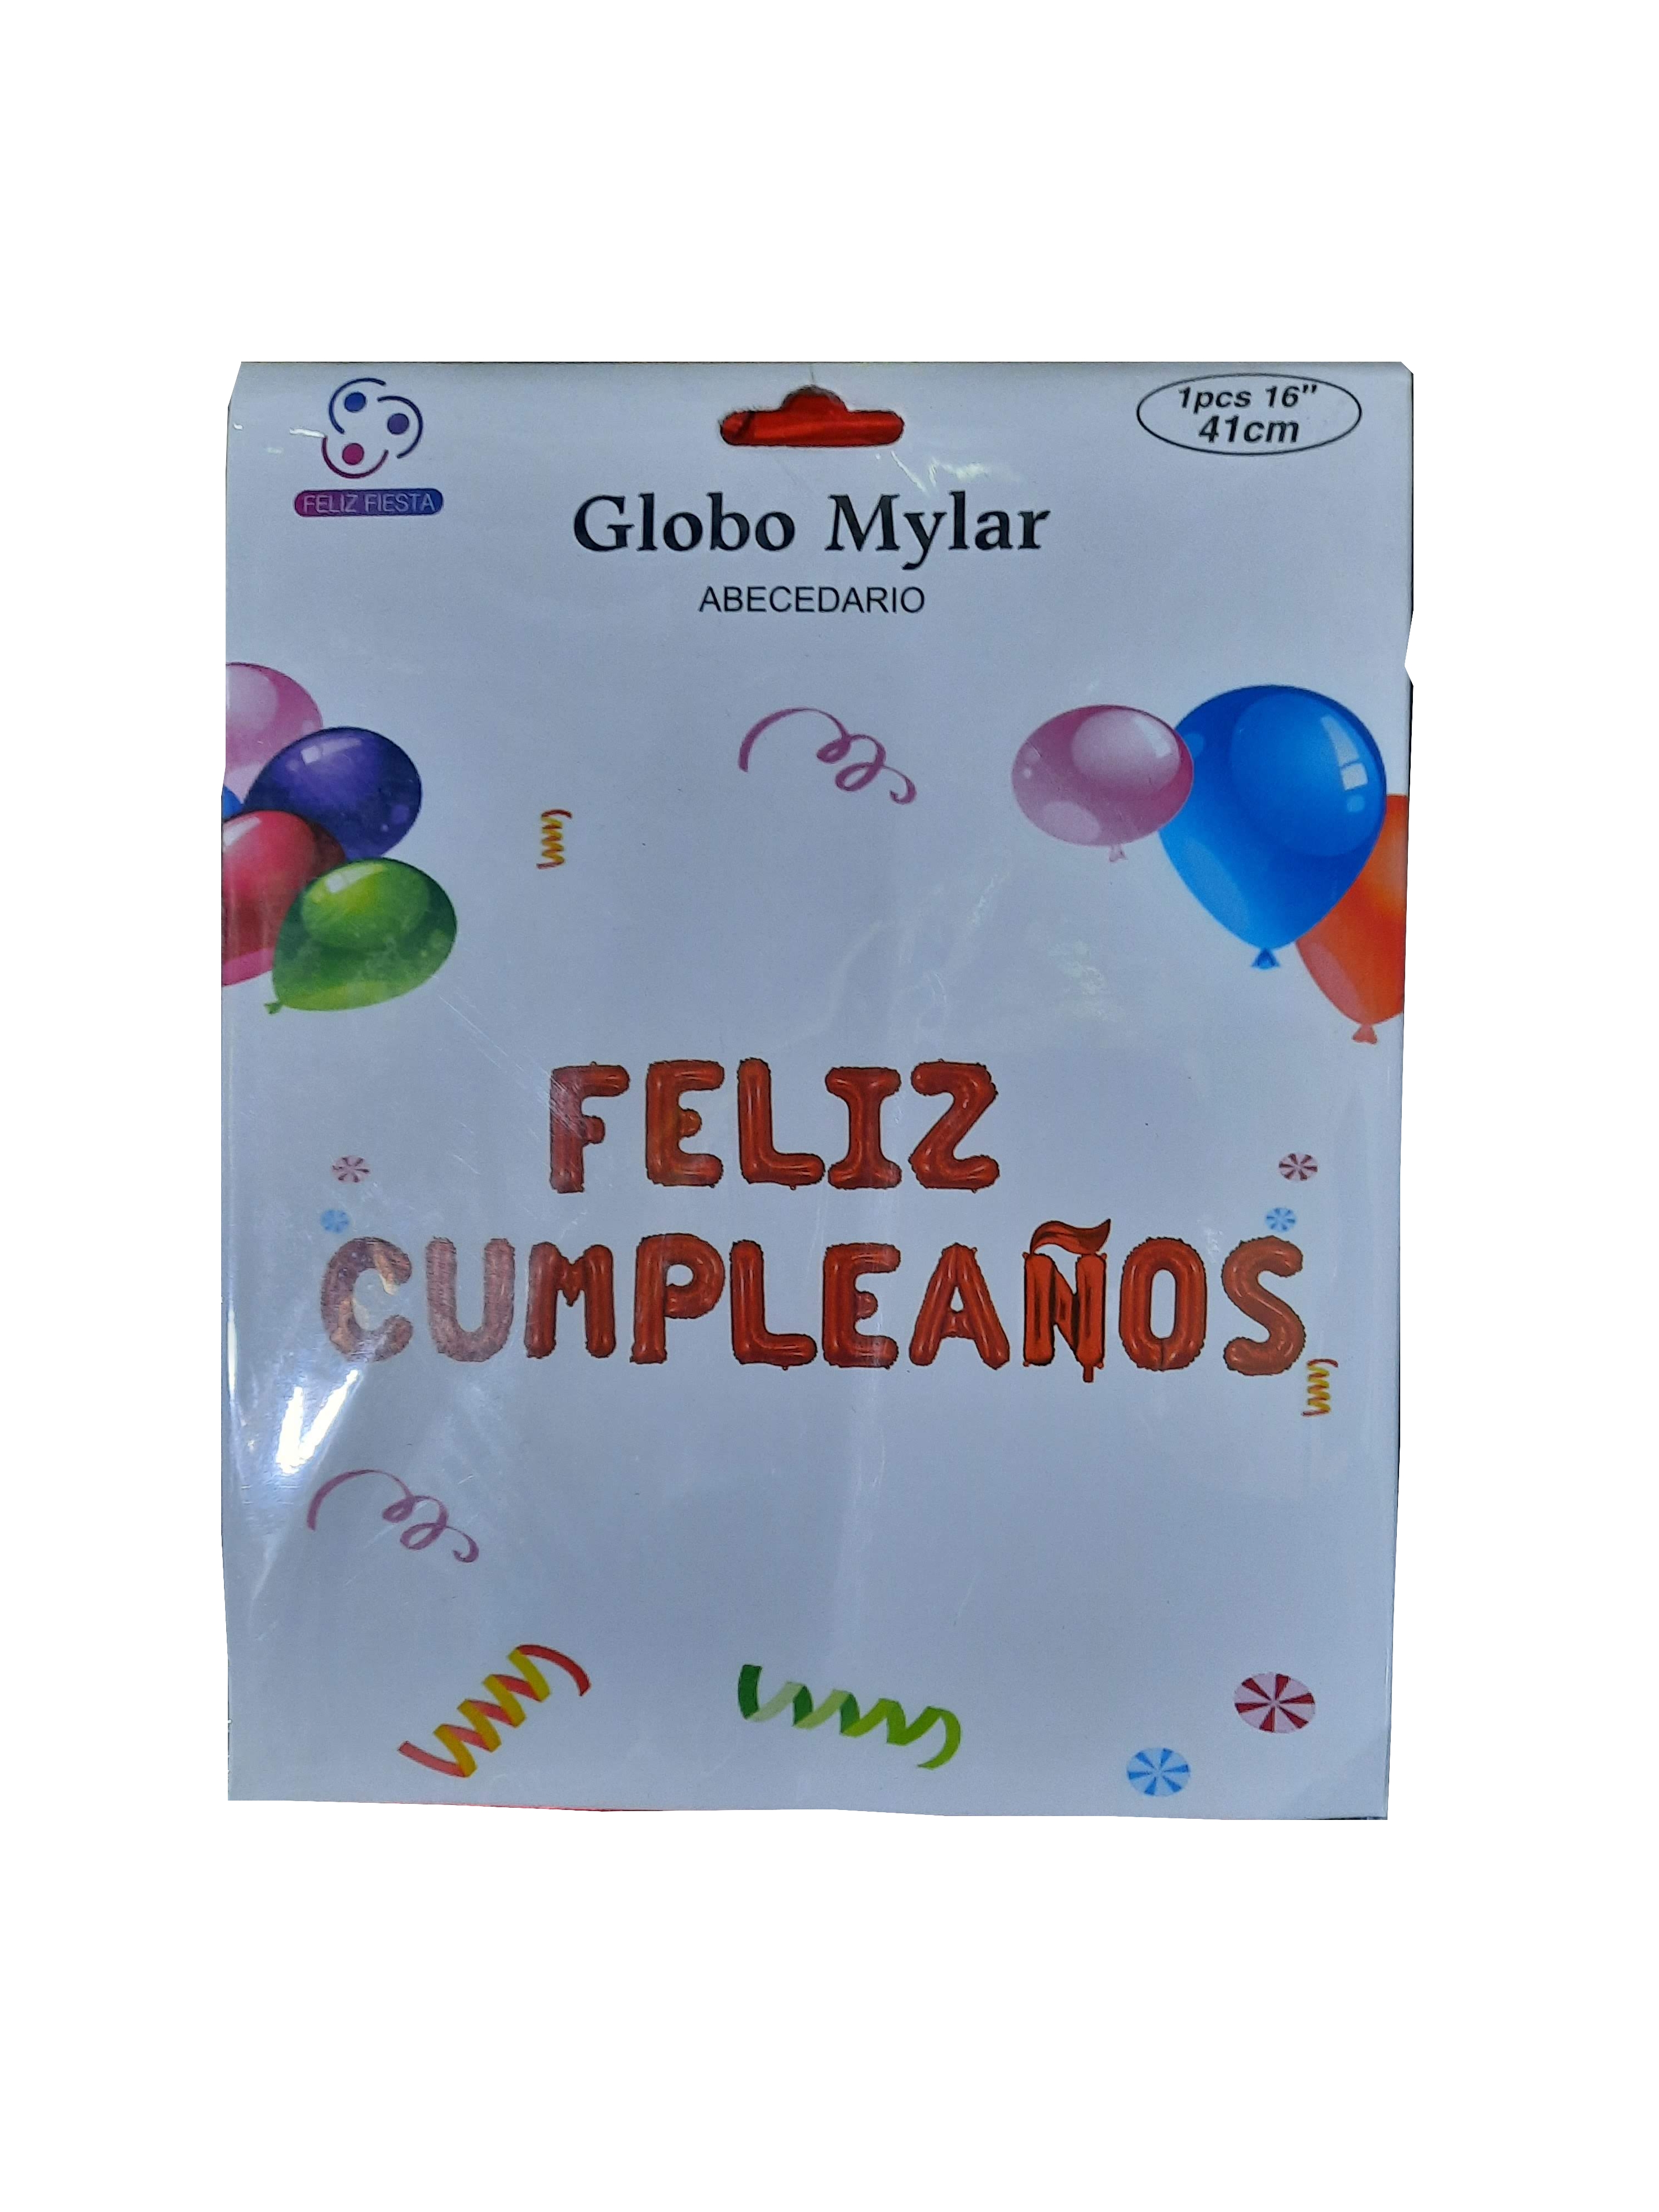 FELIZ FIESTA
1pcs 16"
41cm
Globo Mylar
ABECEDARIO
FELIZ
CUMPLEAÑOS